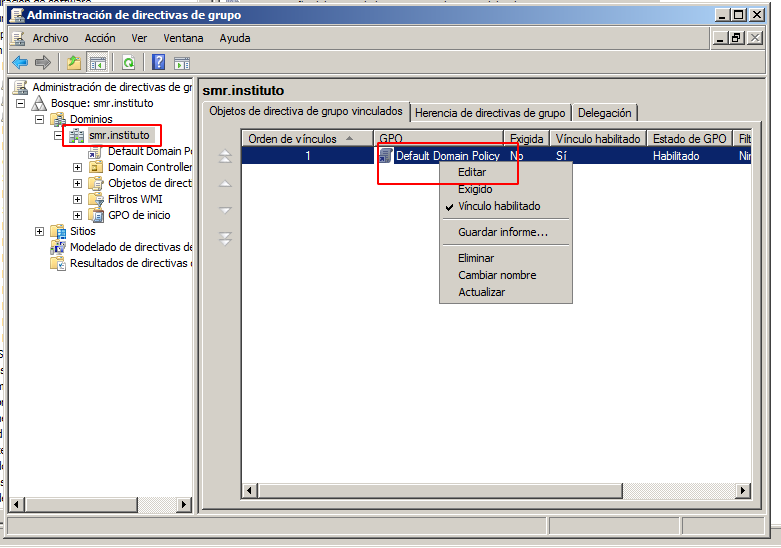 Administración de directivas de grupo
Archivo Acción Ver Ventana Ayuda
Administración de directivas de gr
Bosque: smr.instituto
Dominios
smr.instituto
Default Domain Po
Domain Controller
Objetos de directi
Filtros WMI
GPO de inicio
Sitios
Modelado de directivas de
Resultados de directivas
smr.instituto
Objetos de directiva de grupo vinculados Herencia de directivas de grupo Delegación
Orden de vínculos GPO Exigida Vínculo habilitado Estado de GPO Filt
1 Default Domain Policy No Sí Habilitado Nin
Editar
Exigido
Vínculo habilitado
Guardar informe...
Eliminar
Cambiar nombre
Actualizar